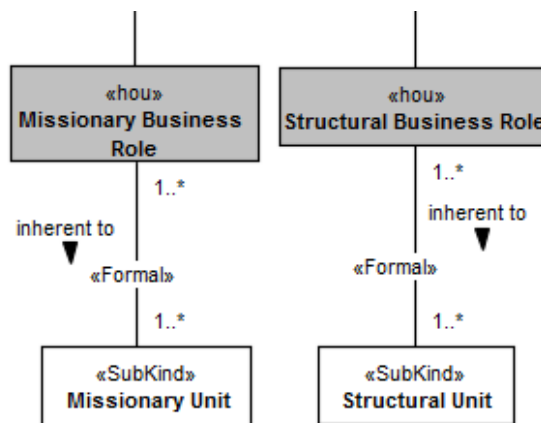 «hou»
Missionary Business
Role
1..*
inherent to
«Formal»
1..*
«SubKind»
Missionary Unit
«hou»
Structural Business Role
1..*
inherent to
«Formal»
1..*
«SubKind»
Structural Unit